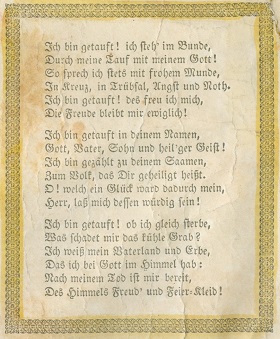 Ich bin getauft! ich steh' im Bunde,
Durch meine Tauf mit meinem Gott!
So sprech ich stets mit frohem Munde,
In Kreuz, in Trübsal, Angst und Noth.
Ich bin getauft! des freu ich mich,
Die Freude bleibt mir ewiglich!
Ich bin getauft in deinem Namen,
Gott, Vater, Sohn und heil'ger Geist!
Ich bin gezählt zu deinem Saamen,
Zum Volk, das Dir geheiligt heißt.
O! welch ein Glück ward dadurch mein,
Herr, laß mich dessen würdig sein!
Ich bin getauft! ob ich gleich sterbe,
Was schadet mir das kühle Grab?
Ich weiß mein Vaterland und Erbe,
Das ich bei Gott im Himmel hab:
Nach meinem Tod ist mir bereit,
Des Himmels Freud' und Feier-Kleid!